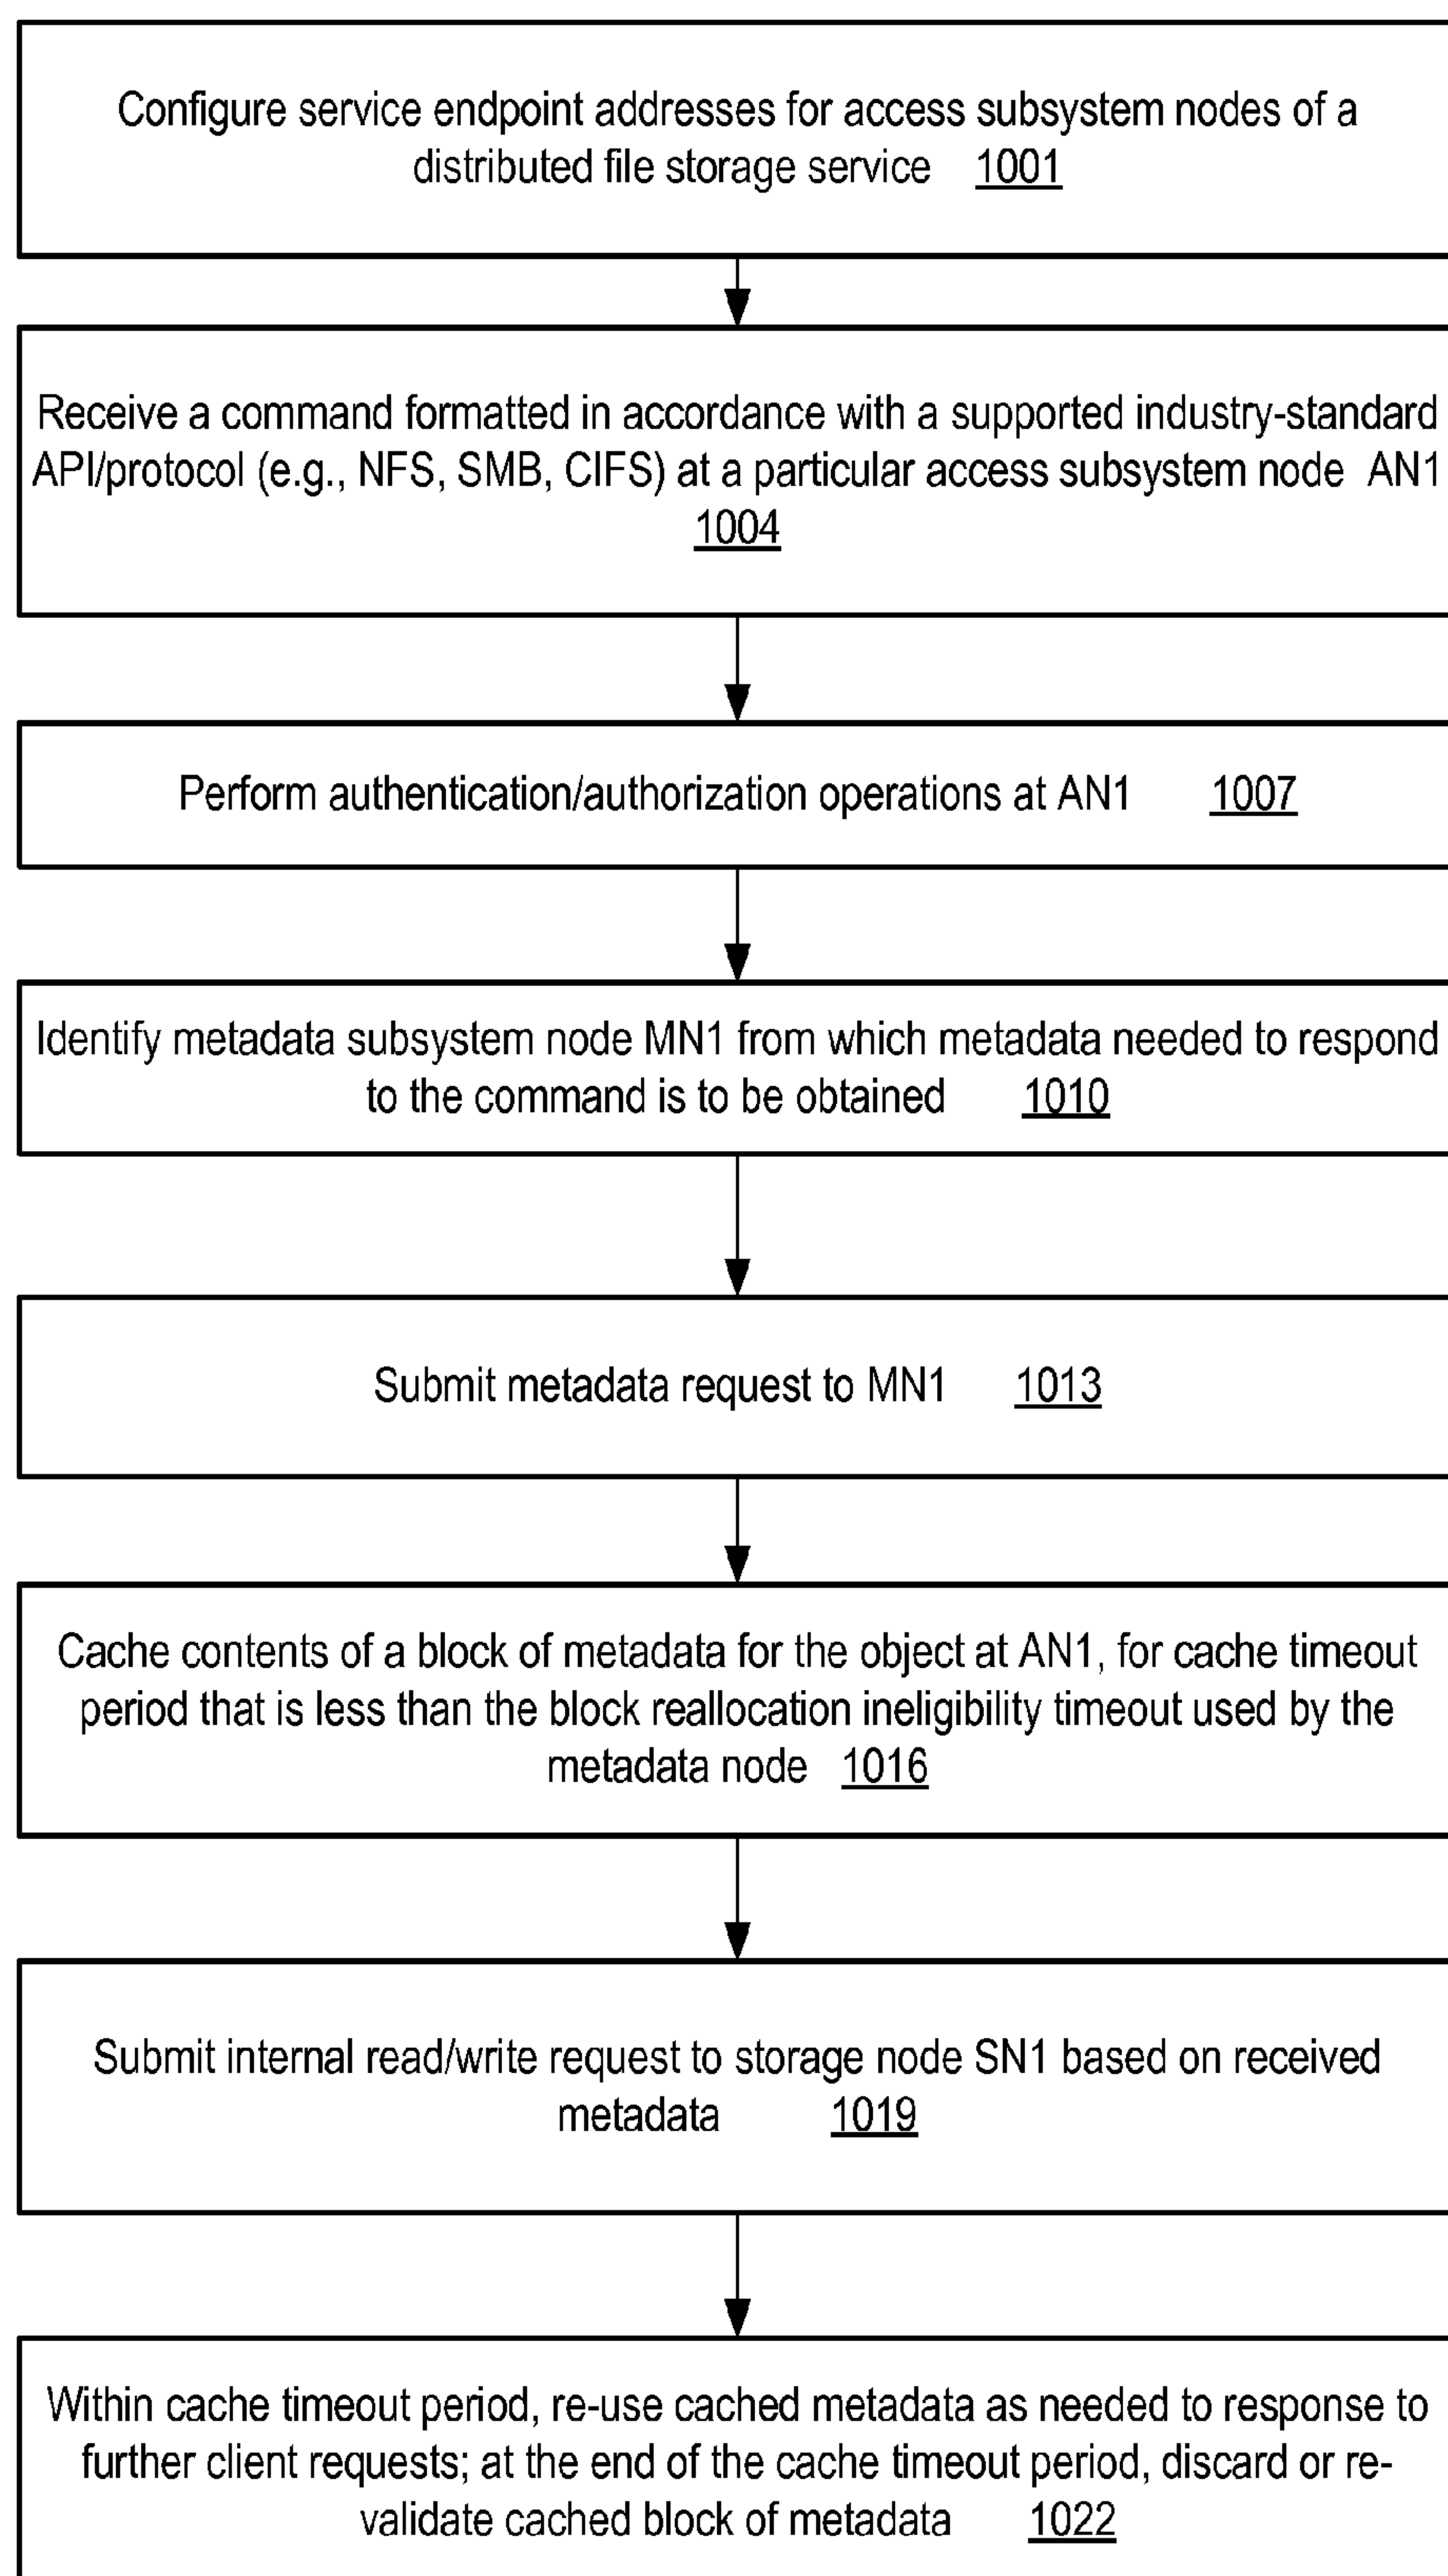 Configure service endpoint addresses for access subsystem nodes of a
distributed file storage service 1001
Receive a command formatted in accordance with a supported industry-standard
API/protocol (e.g., NFS, SMB, CIFS) at a particular access subsystem node AN1
1004
Perform authentication/authorization operations at AN1 1007
Identify metadata subsystem node MN1 from which metadata needed to respond
to the command is to be obtained 1010
Submit metadata request to MN1 1013
Cache contents of a block of metadata for the object at AN1, for cache timeout
period that is less than the block reallocation ineligibility timeout used by the
metadata node 1016
Submit internal read/write request to storage node SN1 based on received
metadata 1019
Within cache timeout period, re-use cached metadata as needed to response to
further client requests; at the end of the cache timeout period, discard or re-
validate cached block of metadata 1022